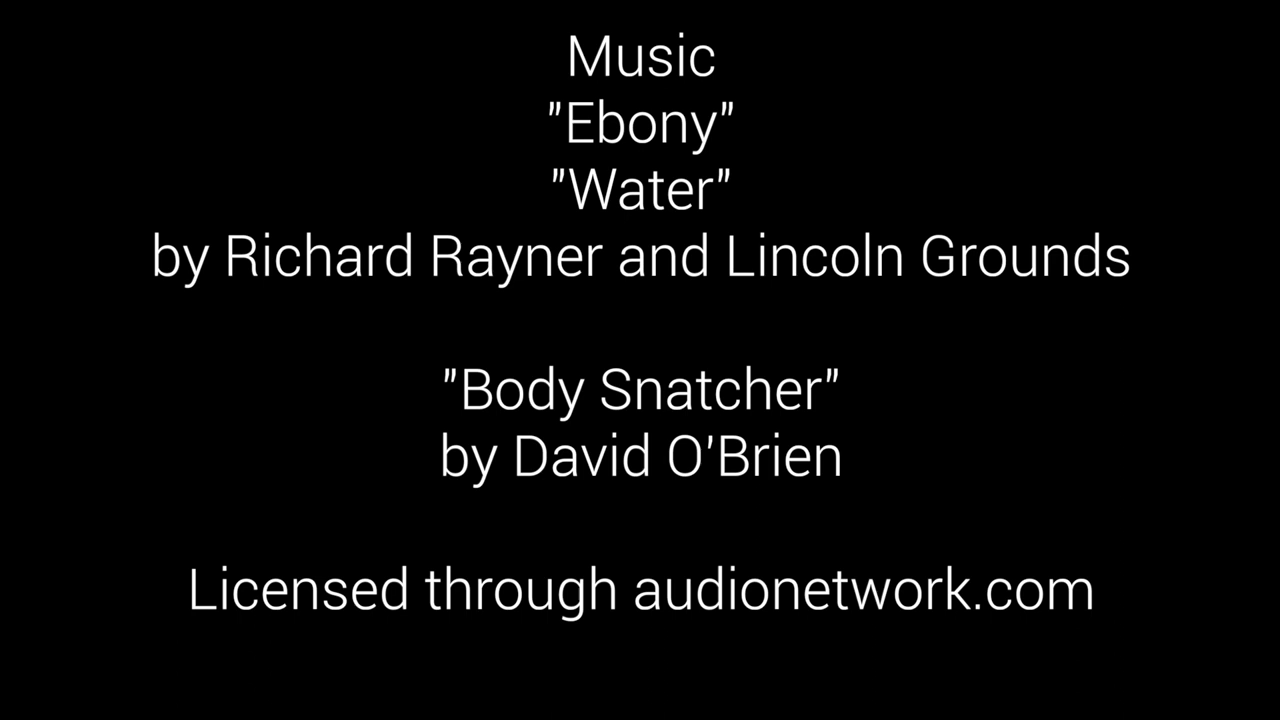 Music
"Ebony"
"Water"
by Richard Rayner and Lincoln Grounds
"Body Snatcher"
by David O'Brien
Licensed through audionetwork.com